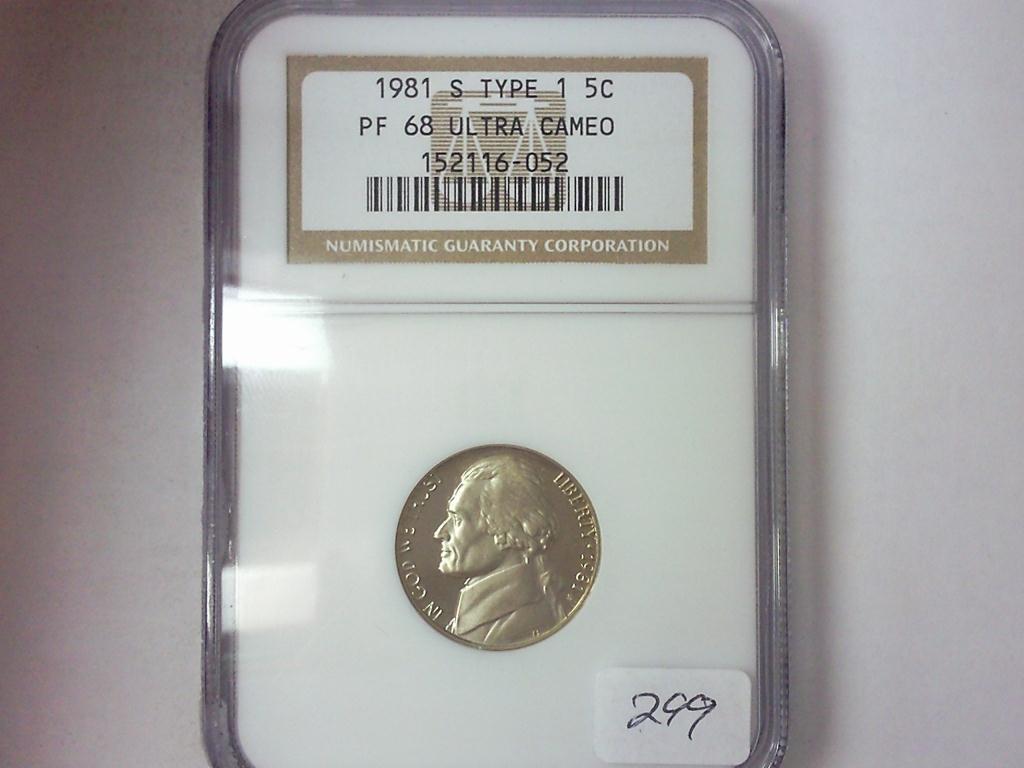 1981 S TYPE 1 5C
PF 68 ULTRA CAMEO
152116-052
NUMISMATIC GUARANTY CORPORATION
IN GOD WE TRUST
LIBERTY * 1981
299